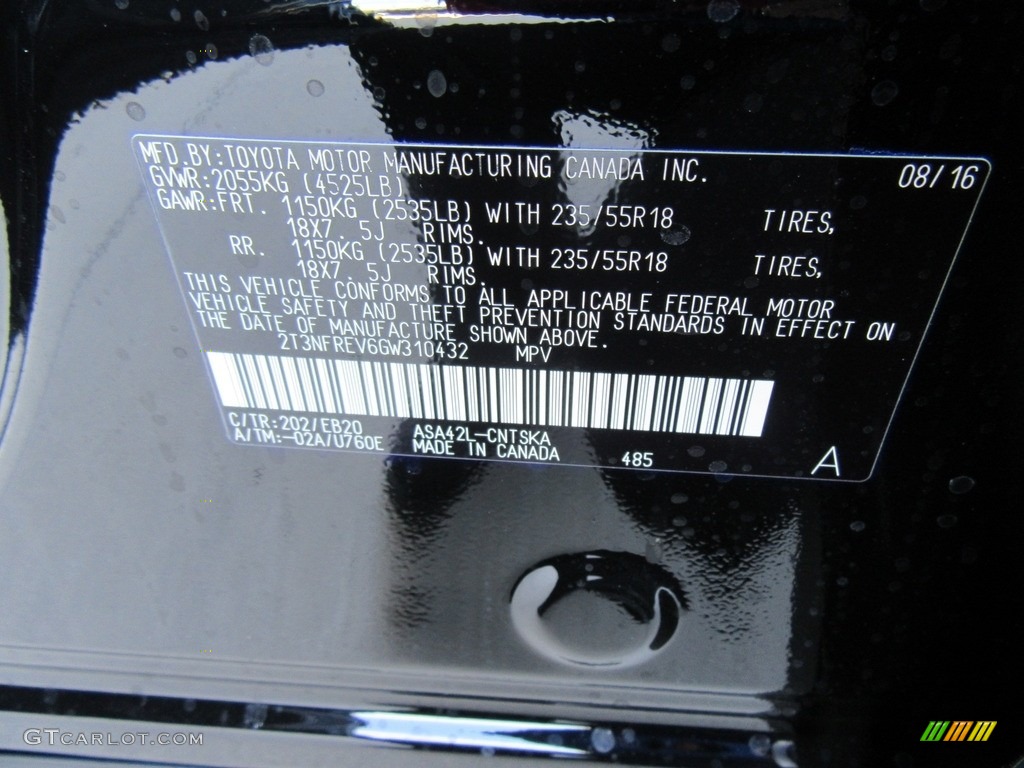 MFD.BY:TOYOTA MOTOR MANUFACTURING CANADA INC. 08/16
GVWR:2055KG (4525LB)
GAWR:FRT. 1150KG (2535LB) WITH 235/55R18 TIRES,
18X7.5J RIMS.
RR. 1150KG (2535LB) WITH 235/55R18 TIRES,
18X7.5J RIMS.
THIS VEHICLE CONFORMS TO ALL APPLICABLE FEDERAL MOTOR
VEHICLE SAFETY AND THEFT PREVENTION STANDARDS IN EFFECT ON
THE DATE OF MANUFACTURE SHOWN ABOVE.
2T3NFREV6GW310432 MPV
C/TR:202/EB20 ASA42L-CNTSKA
A/TM:-02A/U760E MADE IN CANADA 485 A
GTCARLOT.COM